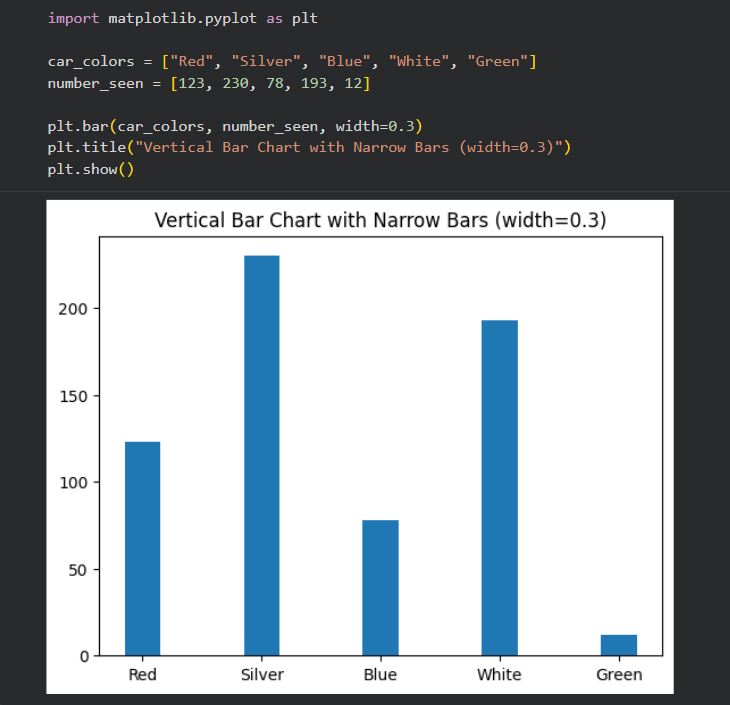 import matplotlib.pyplot as plt
car_colors = ["Red", "Silver", "Blue", "White", "Green"]
number_seen = [123, 230, 78, 193, 12]
plt.bar(car_colors, number_seen, width=0.3)
plt.title("Vertical Bar Chart with Narrow Bars (width=0.3)")
plt.show()
Vertical Bar Chart with Narrow Bars (width=0.3)
200
150
100
50
0
Red Silver Blue White Green